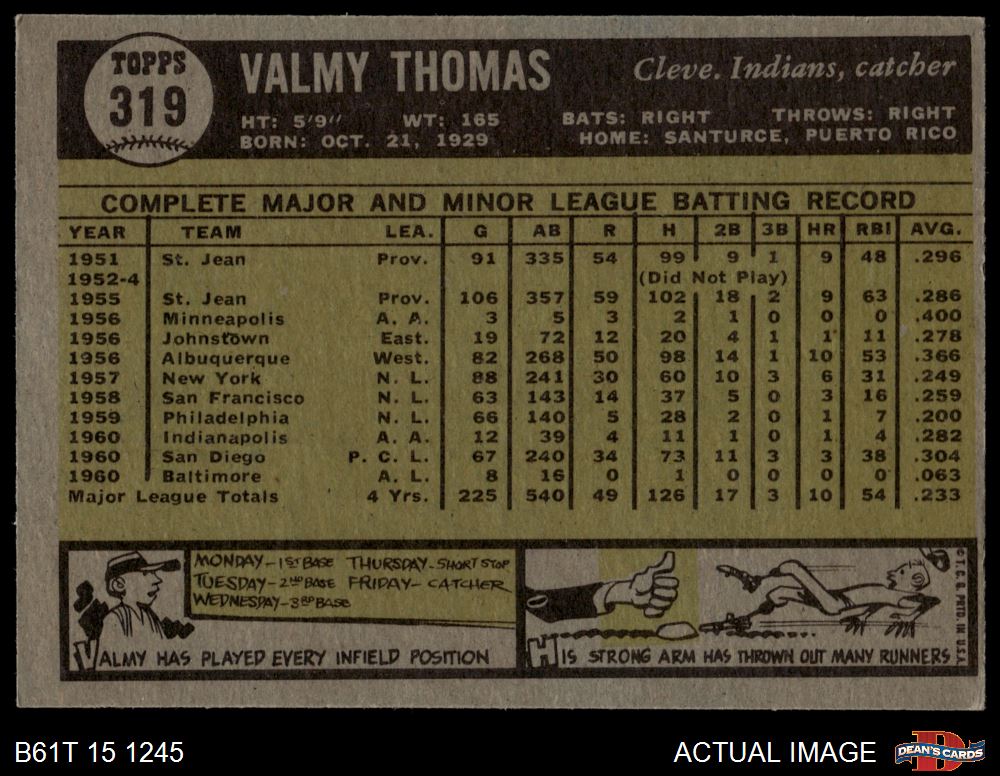 TOPPS
319
VALMY THOMAS
Cleve. Indians, catcher
HT: 5'9" WT: 165 BATS: RIGHT THROWS: RIGHT
BORN: OCT. 21, 1929 HOME: SANTURCE, PUERTO RICO
COMPLETE MAJOR AND MINOR LEAGUE BATTING RECORD
YEAR TEAM LEA. G AB R H 2B 3B HR RBI AVG.
1951 St. Jean Prov. 91 335 54 99 9 1 9 48 .296
1952-4 (Did Not Play)
1955 St. Jean Prov. 106 357 59 102 18 2 9 63 .286
1956 Minneapolis A. A. 3 5 3 2 1 0 0 0 .400
1956 Johnstown East. 19 72 12 20 4 1 1 11 .278
1956 Albuquerque West. 82 268 50 98 14 1 10 53 .366
1957 New York N. L. 88 241 30 60 10 3 6 31 .249
1958 San Francisco N. L. 63 143 14 37 5 0 3 16 .259
1959 Philadelphia N. L. 66 140 5 28 2 0 1 7 .200
1960 Indianapolis A. A. 12 39 4 11 1 0 1 4 .282
1960 San Diego P. C. L. 67 240 34 73 11 3 3 38 .304
1960 Baltimore A. L. 8 16 0 1 0 0 0 0 .063
Major League Totals 4 Yrs. 225 540 49 126 17 3 10 54 .233
MONDAY-1ST BASE THURSDAY-SHORT STOP
TUESDAY-2ND BASE FRIDAY-CATCHER
WEDNESDAY-3RD BASE
VALMY HAS PLAYED EVERY INFIELD POSITION
HIS STRONG ARM HAS THROWN OUT MANY RUNNERS
© T.C.G. PRTD. IN U.S.A.
B61T 15 1245
ACTUAL IMAGE
DEAN'S CARDS